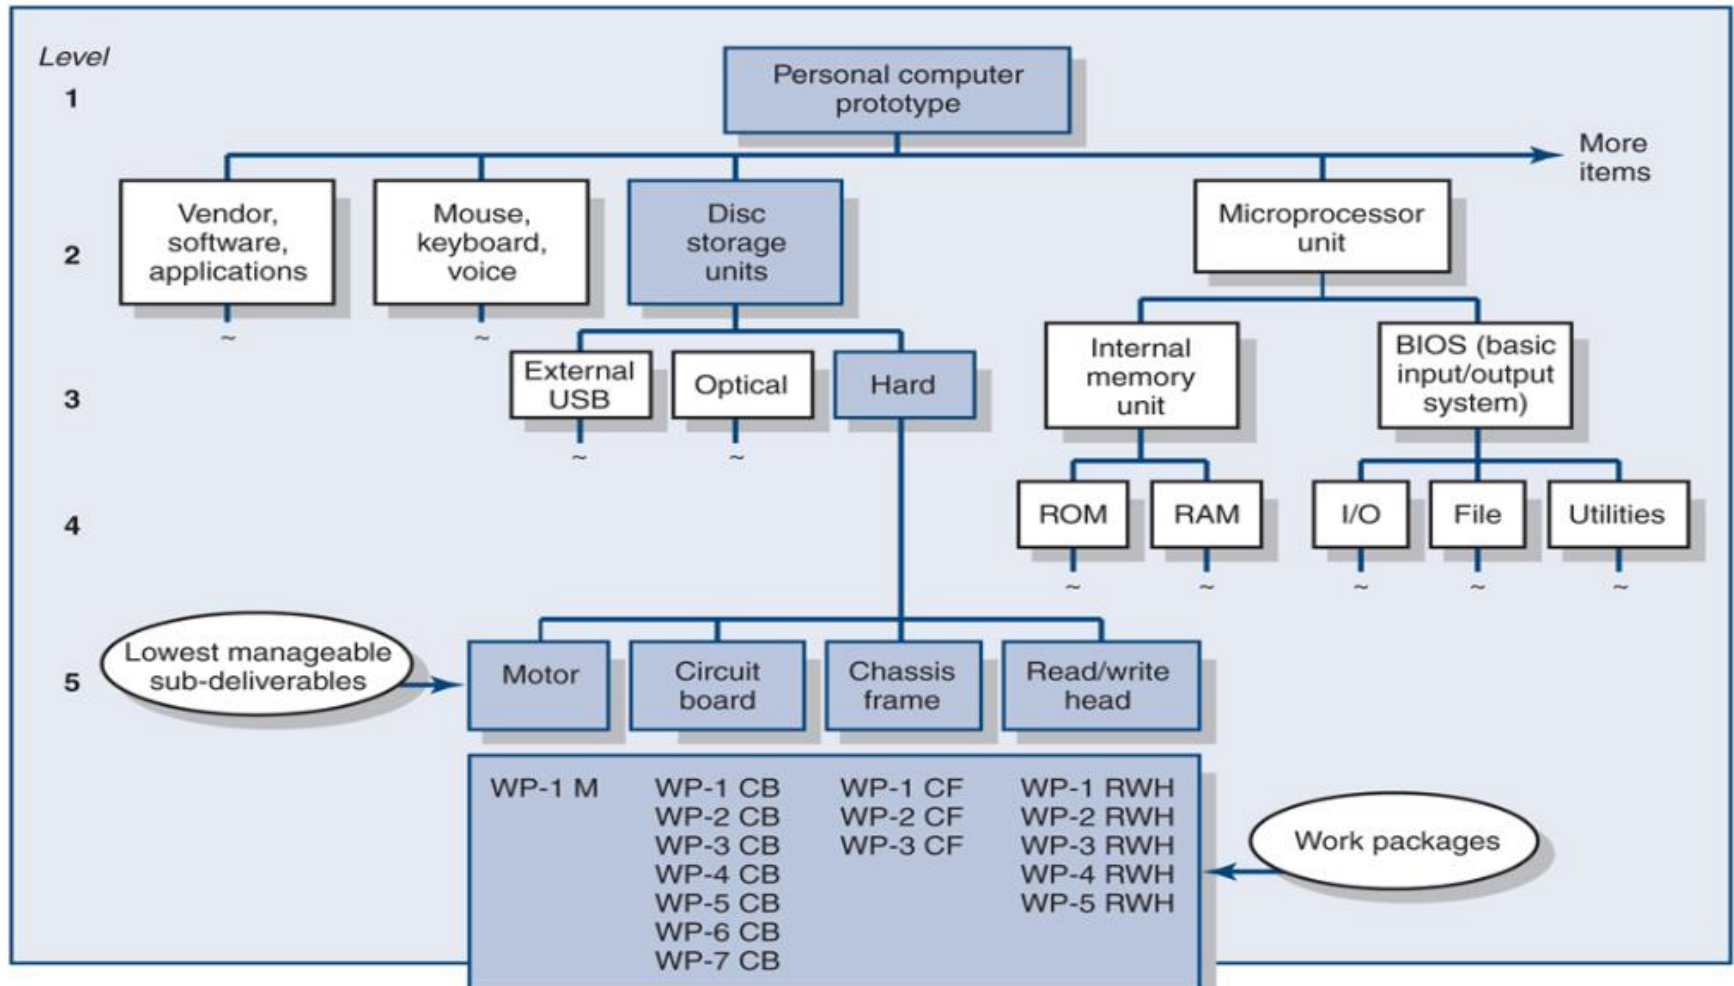 Level
1
Personal computer
prototype
More
items
2
Vendor,
software,
applications
Mouse,
keyboard,
voice
Disc
storage
units
Microprocessor
unit
3
External
USB
Optical
Hard
Internal
memory
unit
BIOS (basic
input/output
system)
4
ROM
RAM
I/O
File
Utilities
~
~
~
~
~
~
~
~
~
Lowest manageable
sub-deliverables
5
Motor
Circuit
board
Chassis
frame
Read/write
head
WP-1 M
WP-1 CB
WP-2 CB
WP-3 CB
WP-4 CB
WP-5 CB
WP-6 CB
WP-7 CB
WP-1 CF
WP-2 CF
WP-3 CF
WP-1 RWH
WP-2 RWH
WP-3 RWH
WP-4 RWH
WP-5 RWH
Work packages